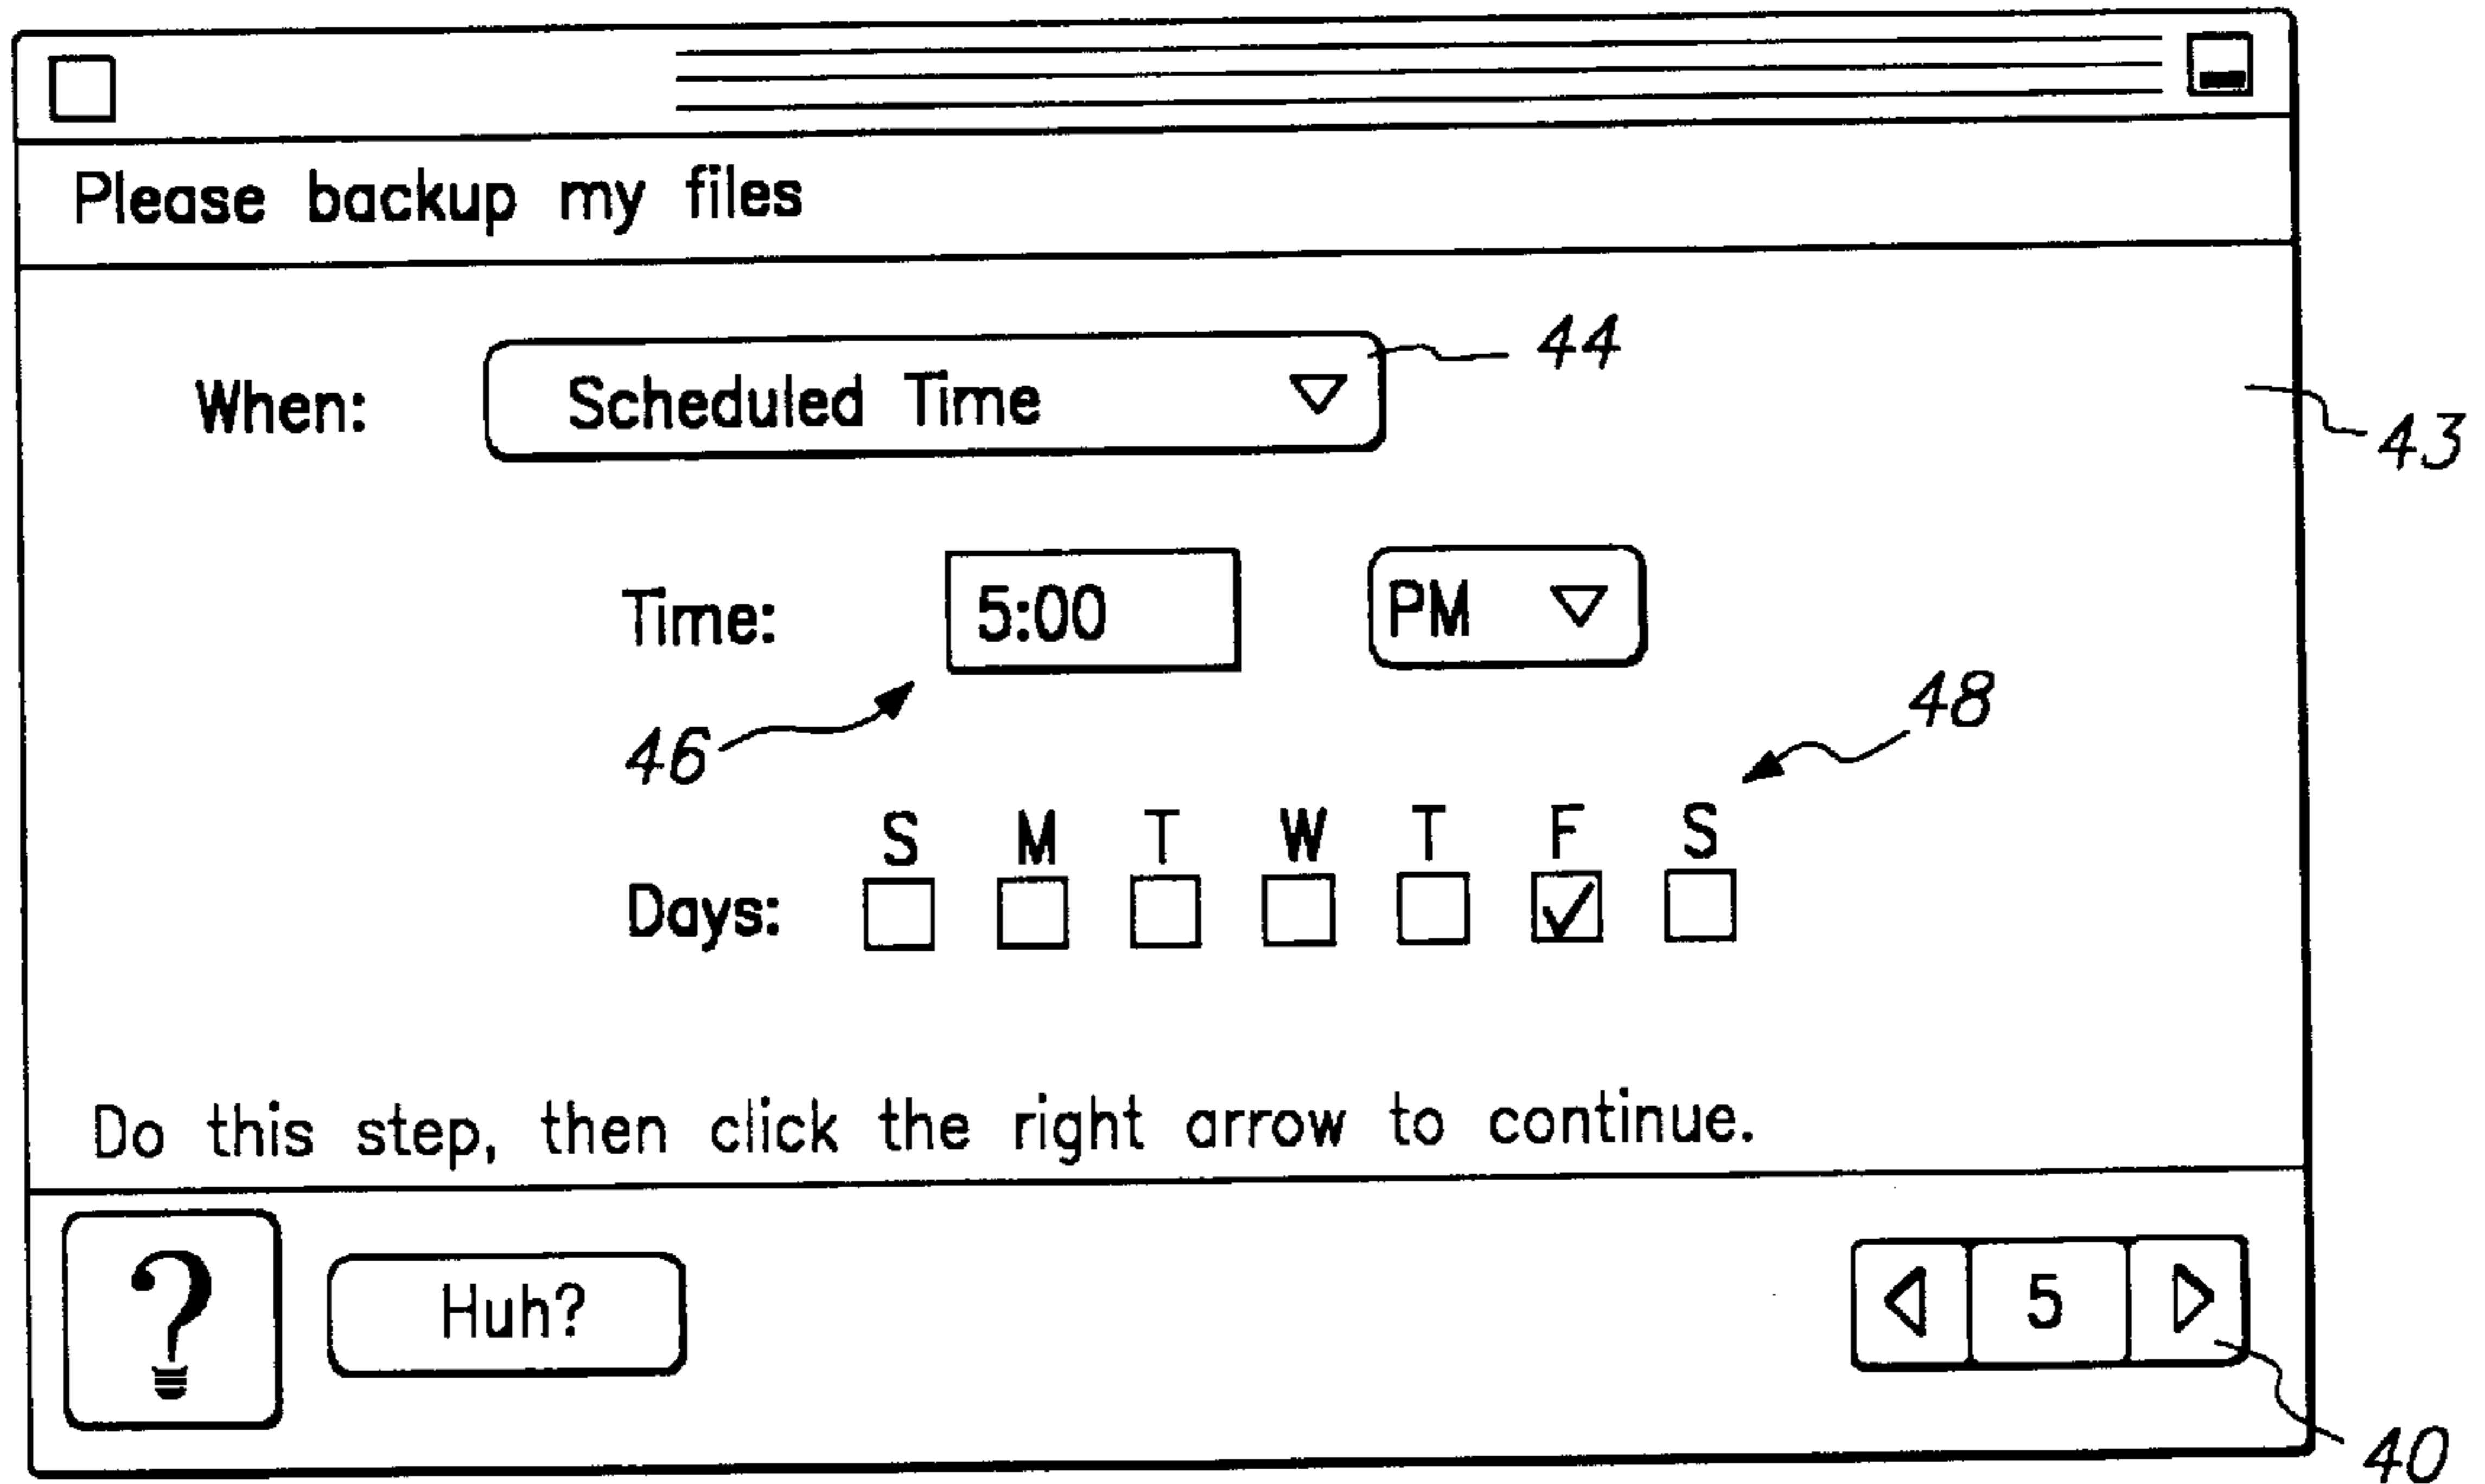 Please backup my files
When: Scheduled Time 44
43
Time: 5:00 PM
46 48
S M T W T F S
Days:
Do this step, then click the right arrow to continue.
? Huh? 5
40